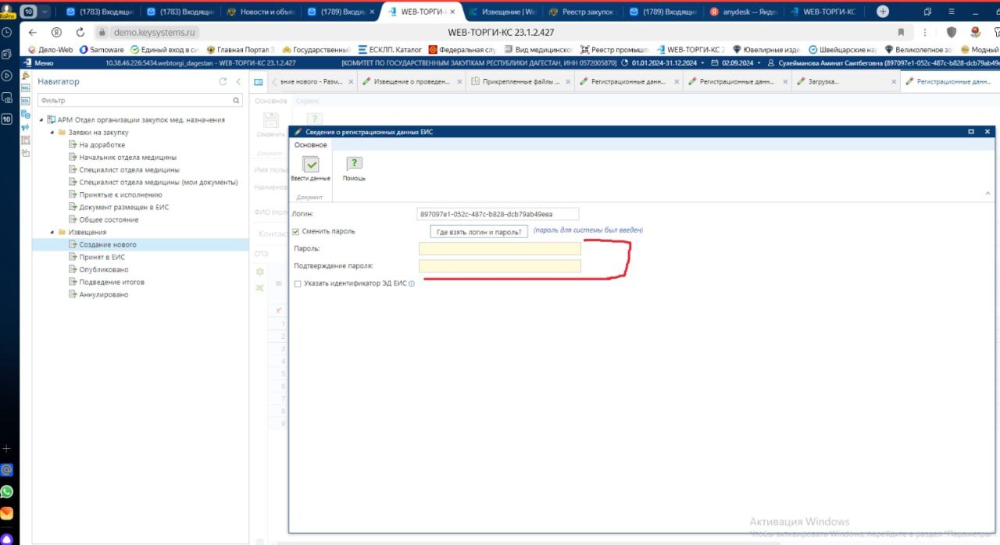 10
(1783) Входящие
(1783) Входящие
Новости и объя
(1789) Входящ
WEB-ТОРГИ-К
Извещение | We
Реестр закупок
(1789) Входящие
anydesk — Янде
WEB-ТОРГИ-КС
Войти
demo.keysystems.ru
WEB-ТОРГИ-КС 23.1.2.427
Дело-Web
Samoware
Единый вход в си
Главная Портал З
Государственный
ЕСКЛП. Каталог
Федеральная слу
Вид медицинског
Реестр промышл
WEB-ТОРГИ-КС 2
Ювелирные изде
Швейцарские на
Великолепное зо
Модный
Меню
10.38.46.226:5434.webtorgi_dagestan - WEB-ТОРГИ-КС 23.1.2.427
[КОМИТЕТ ПО ГОСУДАРСТВЕННЫМ ЗАКУПКАМ РЕСПУБЛИКИ ДАГЕСТАН, ИНН 0572005870]
01.01.2024-31.12.2024
02.09.2024
Сулейманова Аминат Саитбеговна (897097e1-052c-487c-b828-dcb79ab49e
Навигатор
ание нового - Разм...
Извещение о проведен...
Прикрепленные файлы ...
Регистрационные данн...
Регистрационные данн...
Загрузка...
Регистрационные данн...
Фильтр
Основное
Сервис
Сохранить
Документ
АРМ Отдел организации закупок мед. назначения
Заявки на закупку
На доработке
Начальник отдела медицины
Специалист отдела медицины
Специалист отдела медицины (мои документы)
Принятые к исполнению
Документ размещен в ЕИС
Общее состояние
Извещения
Создание нового
Принят в ЕИС
Опубликовано
Подведение итогов
Аннулировано
10
Имя польз
Наименов
ФИО (пол
Контак
СПЗ:
1
2
3
4
5
6
7
8
9
Сведения о регистрационных данных ЕИС
Основное
Ввести данные
Помощь
Документ
Логин:
897097e1-052c-487c-b828-dcb79ab49eea
Сменить пароль
Где взять логин и пароль?
(пароль для системы был введен)
Пароль:
Подтверждение пароля:
Указать идентификатор ЭД ЕИС
Активация Windows
Чтобы активировать Windows, перейдите в раздел "Параметры"